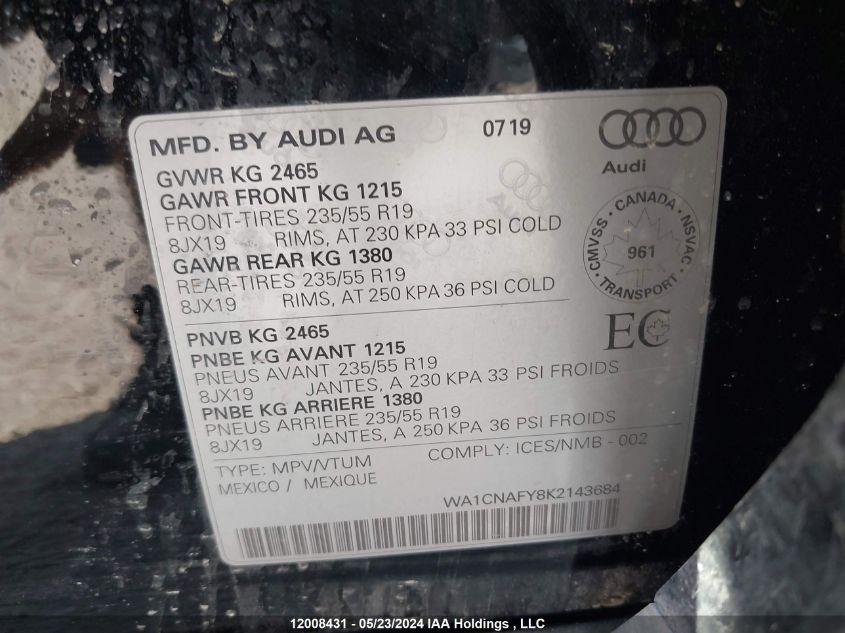 MFD. BY AUDI AG 0719
Audi
GVWR KG 2465
GAWR FRONT KG 1215
FRONT-TIRES 235/55 R19
8JX19 RIMS, AT 230 KPA 33 PSI COLD
GAWR REAR KG 1380
REAR-TIRES 235/55 R19
8JX19 RIMS, AT 250 KPA 36 PSI COLD
CMVSS • CANADA • NSVAC
961
• TRANSPORT •
EC
PNVB KG 2465
PNBE KG AVANT 1215
PNEUS AVANT 235/55 R19
8JX19 JANTES, A 230 KPA 33 PSI FROIDS
PNBE KG ARRIERE 1380
PNEUS ARRIERE 235/55 R19
8JX19 JANTES, A 250 KPA 36 PSI FROIDS
TYPE: MPV/VTUM COMPLY: ICES/NMB - 002
MEXICO / MEXIQUE
WA1CNAFY8K2143684
12008431 - 05/23/2024 IAA Holdings , LLC